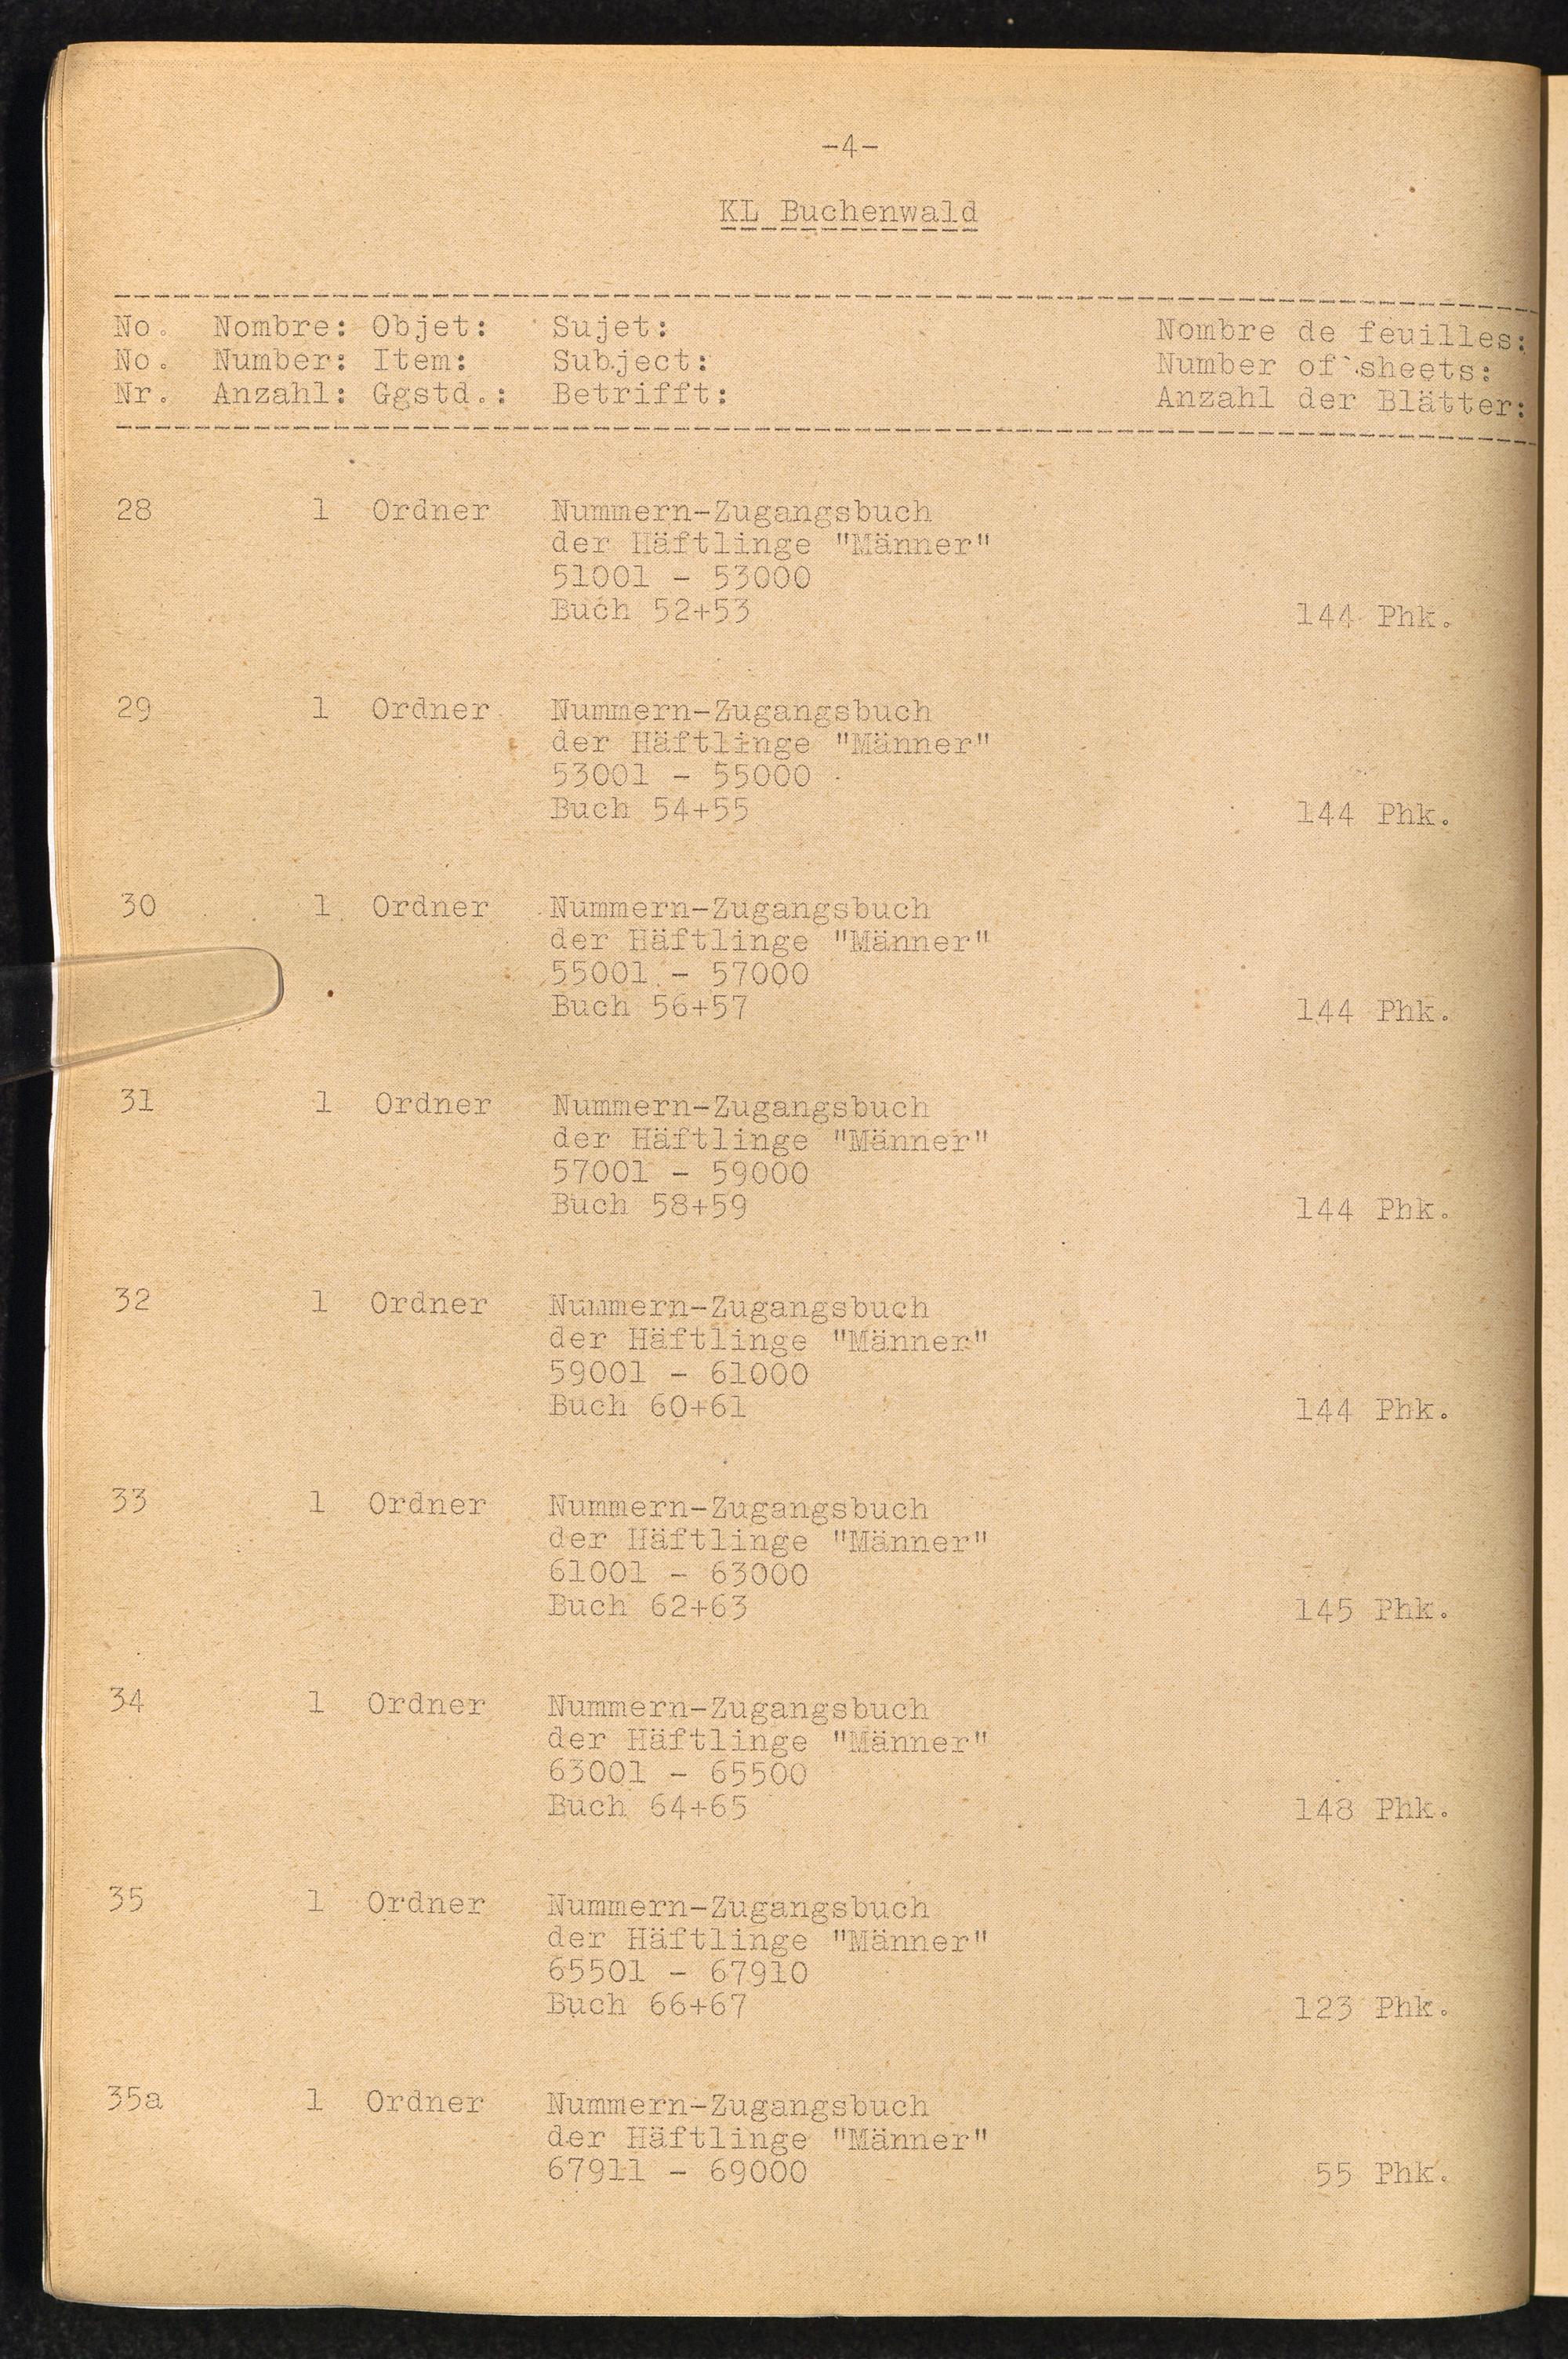 -4-
KL Buchenwald
No. Nombre: Objet: Sujet: Nombre de feuilles:
No. Number: Item: Subject: Number of sheets:
Nr. Anzahl: Ggstd.: Betrifft: Anzahl der Blätter:
28 1 Ordner Nummern-Zugangsbuch
der Häftlinge "Männer"
51001 - 53000
Buch 52+53 144 Phk.
29 1 Ordner Nummern-Zugangsbuch
der Häftlinge "Männer"
53001 - 55000
Buch 54+55 144 Phk.
30 1 Ordner Nummern-Zugangsbuch
der Häftlinge "Männer"
55001 - 57000
Buch 56+57 144 Phk.
31 1 Ordner Nummern-Zugangsbuch
der Häftlinge "Männer"
57001 - 59000
Buch 58+59 144 Phk.
32 1 Ordner Nummern-Zugangsbuch
der Häftlinge "Männer"
59001 - 61000
Buch 60+61 144 Phk.
33 1 Ordner Nummern-Zugangsbuch
der Häftlinge "Männer"
61001 - 63000
Buch 62+63 145 Phk.
34 1 Ordner Nummern-Zugangsbuch
der Häftlinge "Männer"
63001 - 65500
Buch 64+65 148 Phk.
35 1 Ordner Nummern-Zugangsbuch
der Häftlinge "Männer"
65501 - 67910
Buch 66+67 123 Phk.
35a 1 Ordner Nummern-Zugangsbuch
der Häftlinge "Männer"
67911 - 69000 55 Phk.